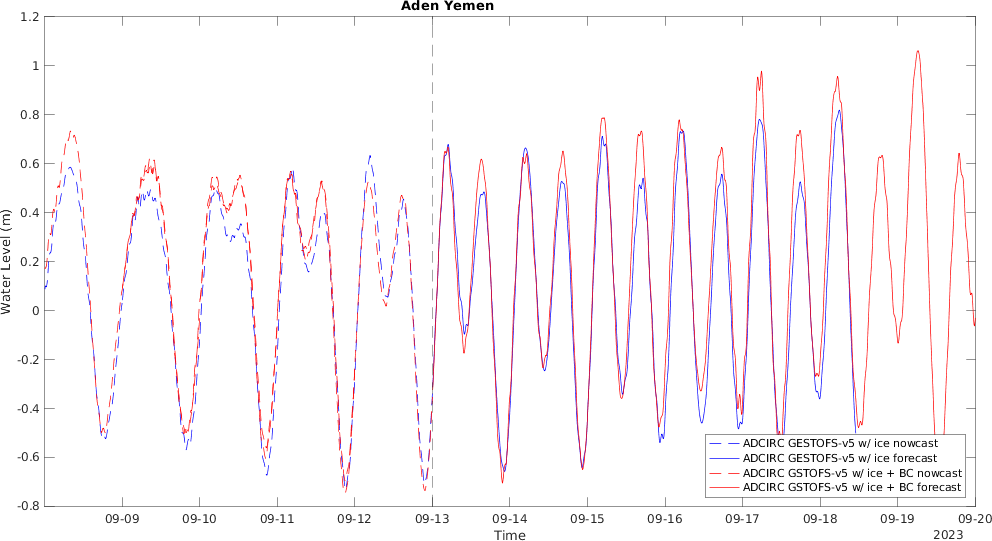 Aden Yemen
1.2
1
0.8
0.6
0.4
0.2
0
-0.2
-0.4
-0.6
-0.8
Water Level (m)
ADCIRC GESTOFS-v5 w/ ice nowcast
ADCIRC GESTOFS-v5 w/ ice forecast
ADCIRC GSTOFS-v5 w/ ice + BC nowcast
ADCIRC GSTOFS-v5 w/ ice + BC forecast
09-09 09-10 09-11 09-12 09-13 09-14 09-15 09-16 09-17 09-18 09-19 09-20
Time
2023